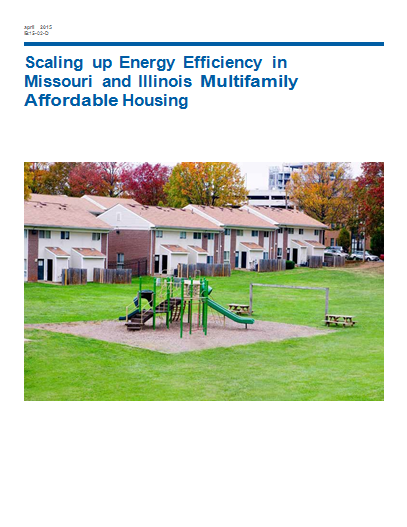 april 2015
Scaling up Energy Efficiency in
Missouri and Illinois Multifamily
Affordable Housing